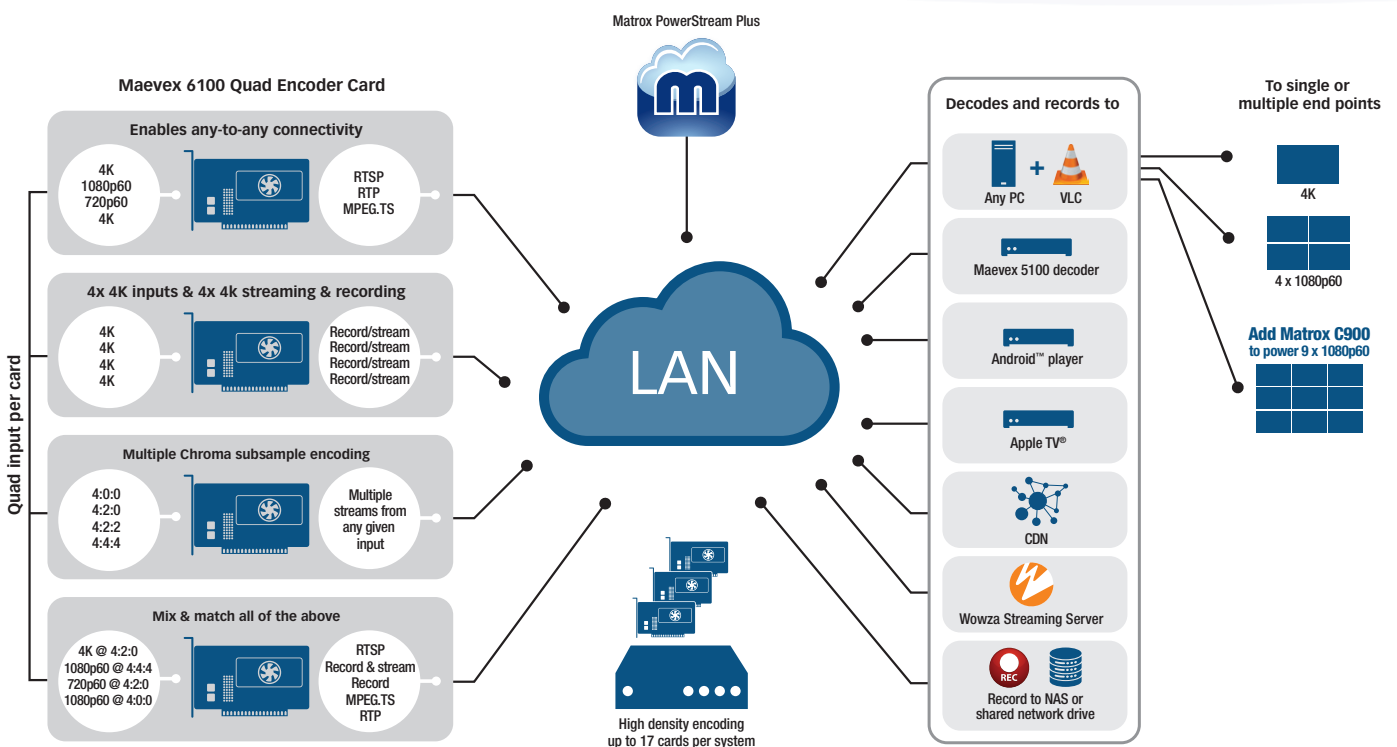 Matrox PowerStream Plus
m
Maevex 6100 Quad Encoder Card
Quad input per card
Enables any-to-any connectivity
4K
1080p60
720p60
4K
RTSP
RTP
MPEG.TS
4x 4K inputs & 4x 4k streaming & recording
4K
4K
4K
4K
Record/stream
Record/stream
Record/stream
Record/stream
Multiple Chroma subsample encoding
4:0:0
4:2:0
4:2:2
4:4:4
Multiple
streams from
any given
input
Mix & match all of the above
4K @ 4:2:0
1080p60 @ 4:4:4
720p60 @ 4:2:0
1080p60 @ 4:0:0
RTSP
Record & stream
Record
MPEG.TS
RTP
LAN
High density encoding
up to 17 cards per system
Decodes and records to
+
Any PC
VLC
Maevex 5100 decoder
Android™ player
Apple TV®
CDN
Wowza Streaming Server
REC
Record to NAS or
shared network drive
To single or
multiple end points
4K
4 x 1080p60
Add Matrox C900
to power 9 x 1080p60